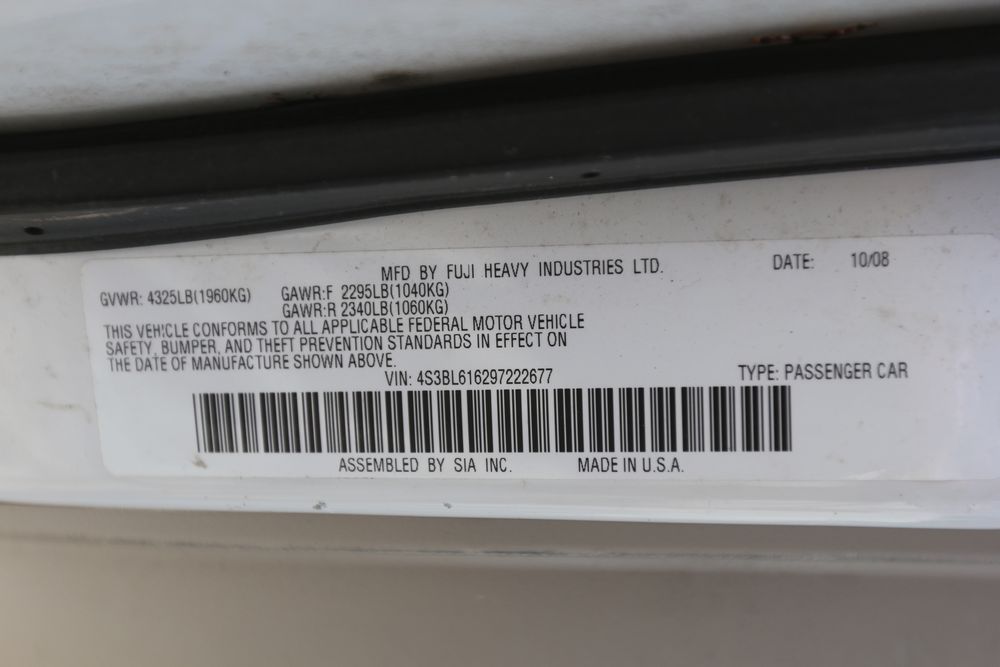 MFD BY FUJI HEAVY INDUSTRIES LTD. DATE: 10/08
GVWR: 4325LB(1960KG) GAWR:F 2295LB(1040KG)
GAWR:R 2340LB(1060KG)
THIS VEHICLE CONFORMS TO ALL APPLICABLE FEDERAL MOTOR VEHICLE
SAFETY, BUMPER, AND THEFT PREVENTION STANDARDS IN EFFECT ON
THE DATE OF MANUFACTURE SHOWN ABOVE.
VIN: 4S3BL616297222677 TYPE: PASSENGER CAR
ASSEMBLED BY SIA INC. MADE IN U.S.A.